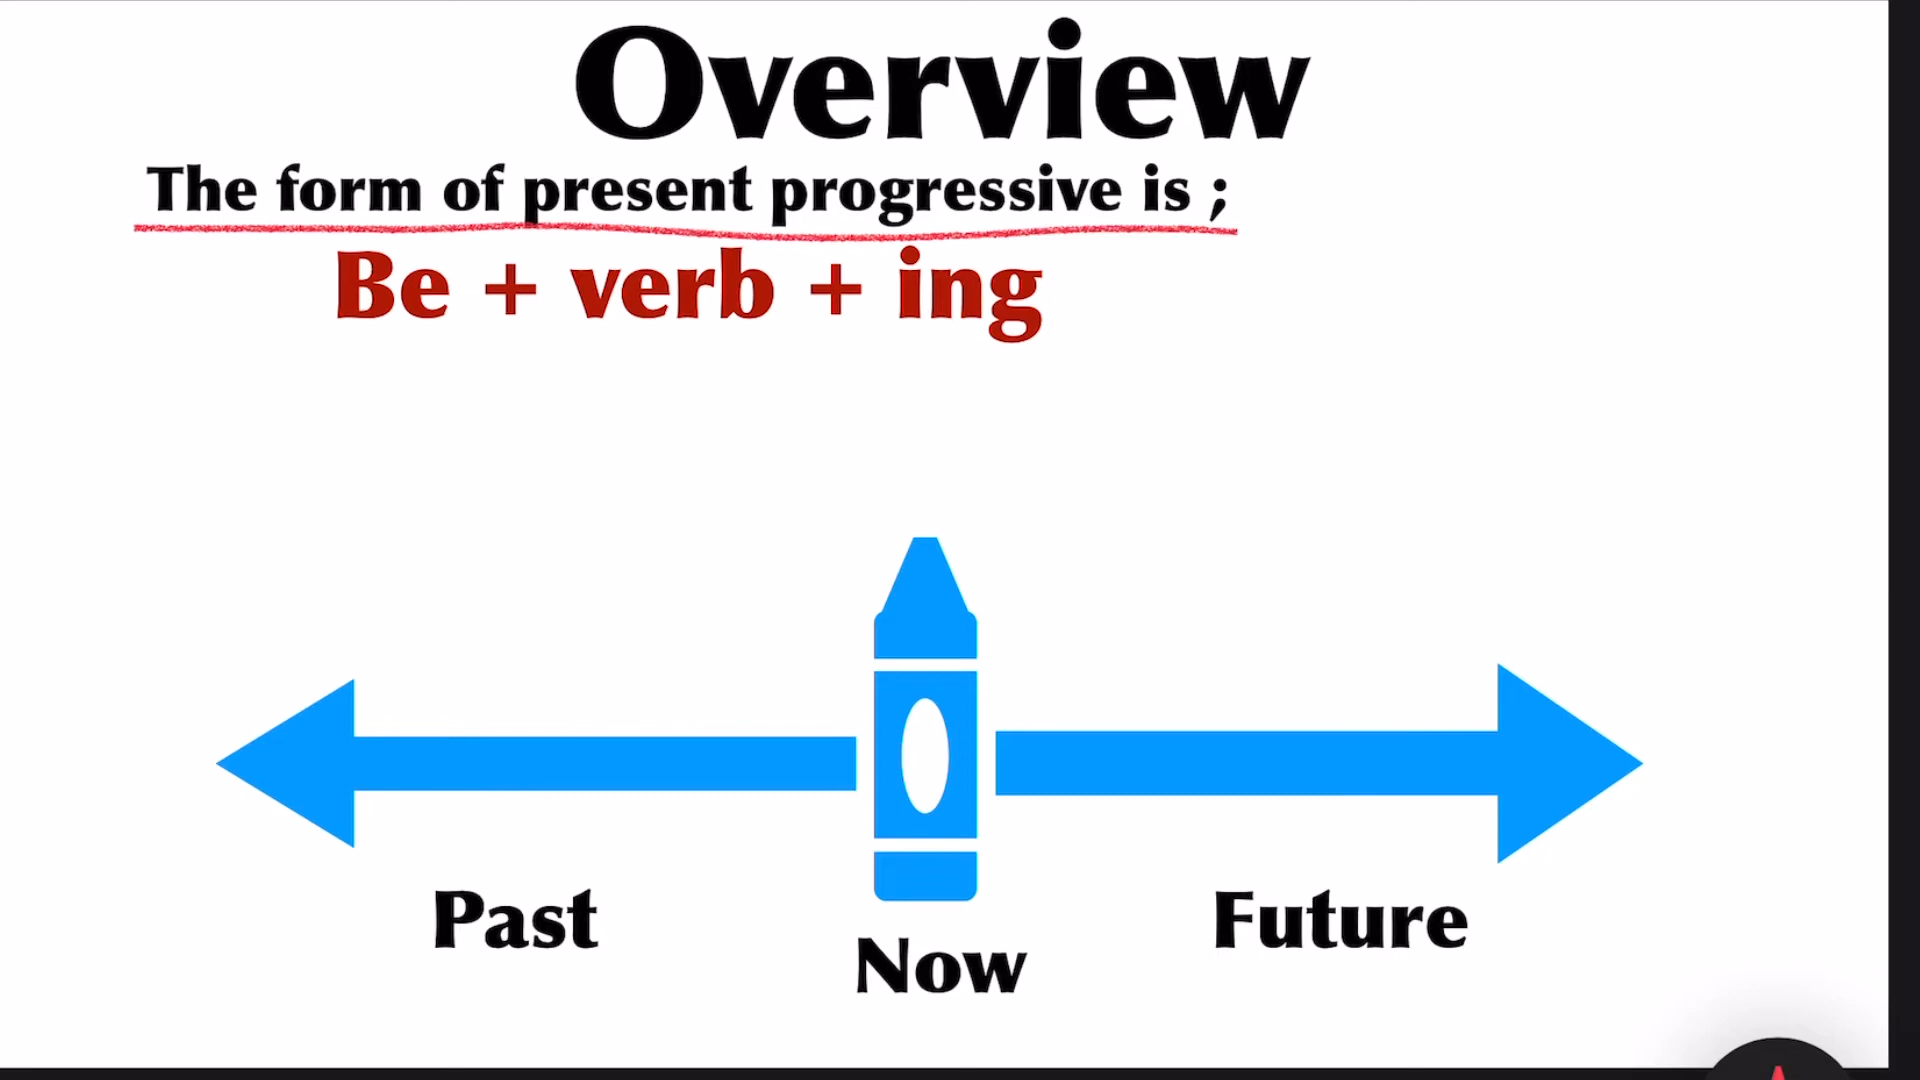 Overview
The form of present progressive is ;
Be + verb + ing
Past
Now
Future